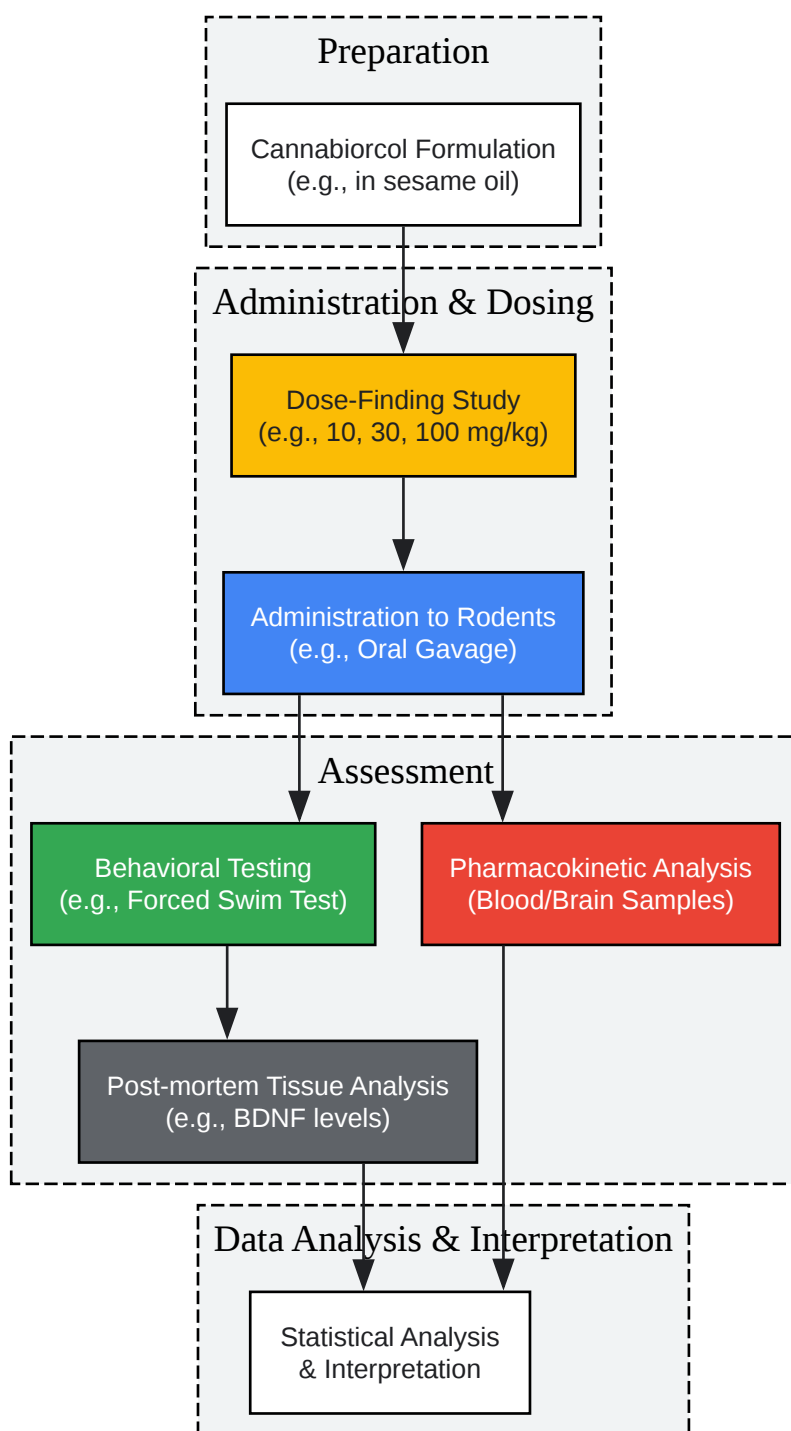 Preparation
Cannabiorcol Formulation
(e.g., in sesame oil)
Administration & Dosing
Dose-Finding Study
(e.g., 10, 30, 100 mg/kg)
Administration to Rodents
(e.g., Oral Gavage)
Assessment
Behavioral Testing
(e.g., Forced Swim Test)
Pharmacokinetic Analysis
(Blood/Brain Samples)
Post-mortem Tissue Analysis
(e.g., BDNF levels)
Data Analysis & Interpretation
Statistical Analysis
& Interpretation